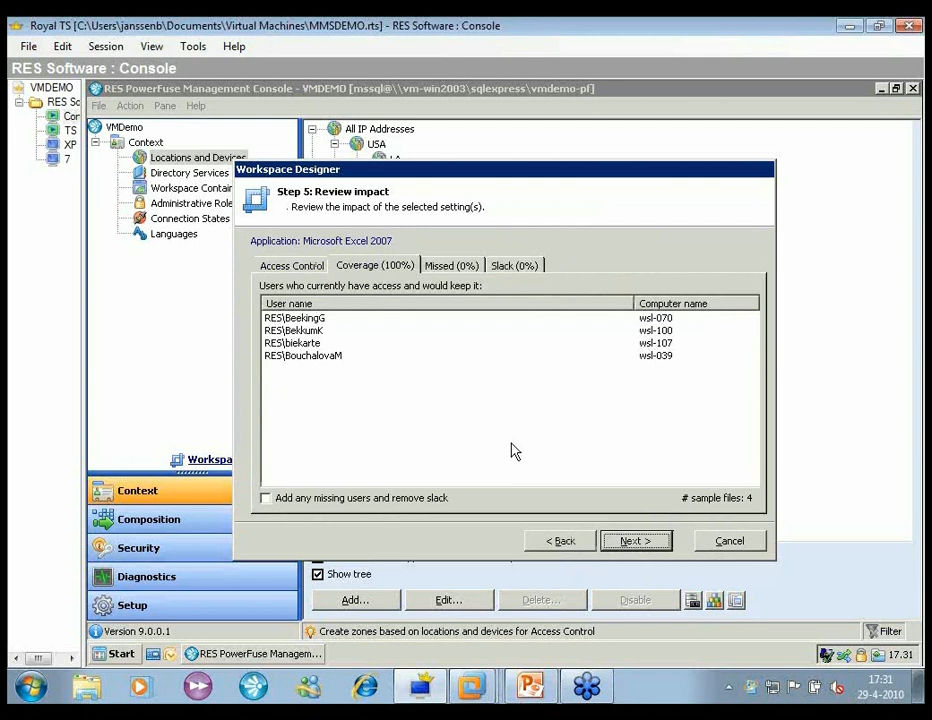 Royal TS [C:\Users\janssenb\Documents\Virtual Machines\MMSDEMO.rts] - RES Software : Console
File Edit Session View Tools Help
RES Software : Console
VMDEMO
RES Sc
Cor
TS
XP
7
RES PowerFuse Management Console - VMDEMO [mssql@\\vm-win2003\sqlexpress\vmdemo-pf]
File Action Pane Help
VMDemo
Context
Locations and Devices
Directory Services
Workspace Contain
Administrative Role
Connection States
Languages
All IP Addresses
USA
Workspace Designer
Step 5: Review impact
Review the impact of the selected setting(s).
Application: Microsoft Excel 2007
Access Control Coverage (100%) Missed (0%) Slack (0%)
Users who currently have access and would keep it:
User name Computer name
RES\BeekingG wsl-070
RES\BekkumK wsl-100
RES\biekarte wsl-107
RES\BouchalovaM wsl-039
Add any missing users and remove slack # sample files: 4
< Back Next > Cancel
Workspa
Context
Composition
Security
Diagnostics
Setup
Show tree
Add... Edit... Delete... Disable
Version 9.0.0.1 Create zones based on locations and devices for Access Control Filter
Start RES PowerFuse Managem... 17.31
17:31
29-4-2010